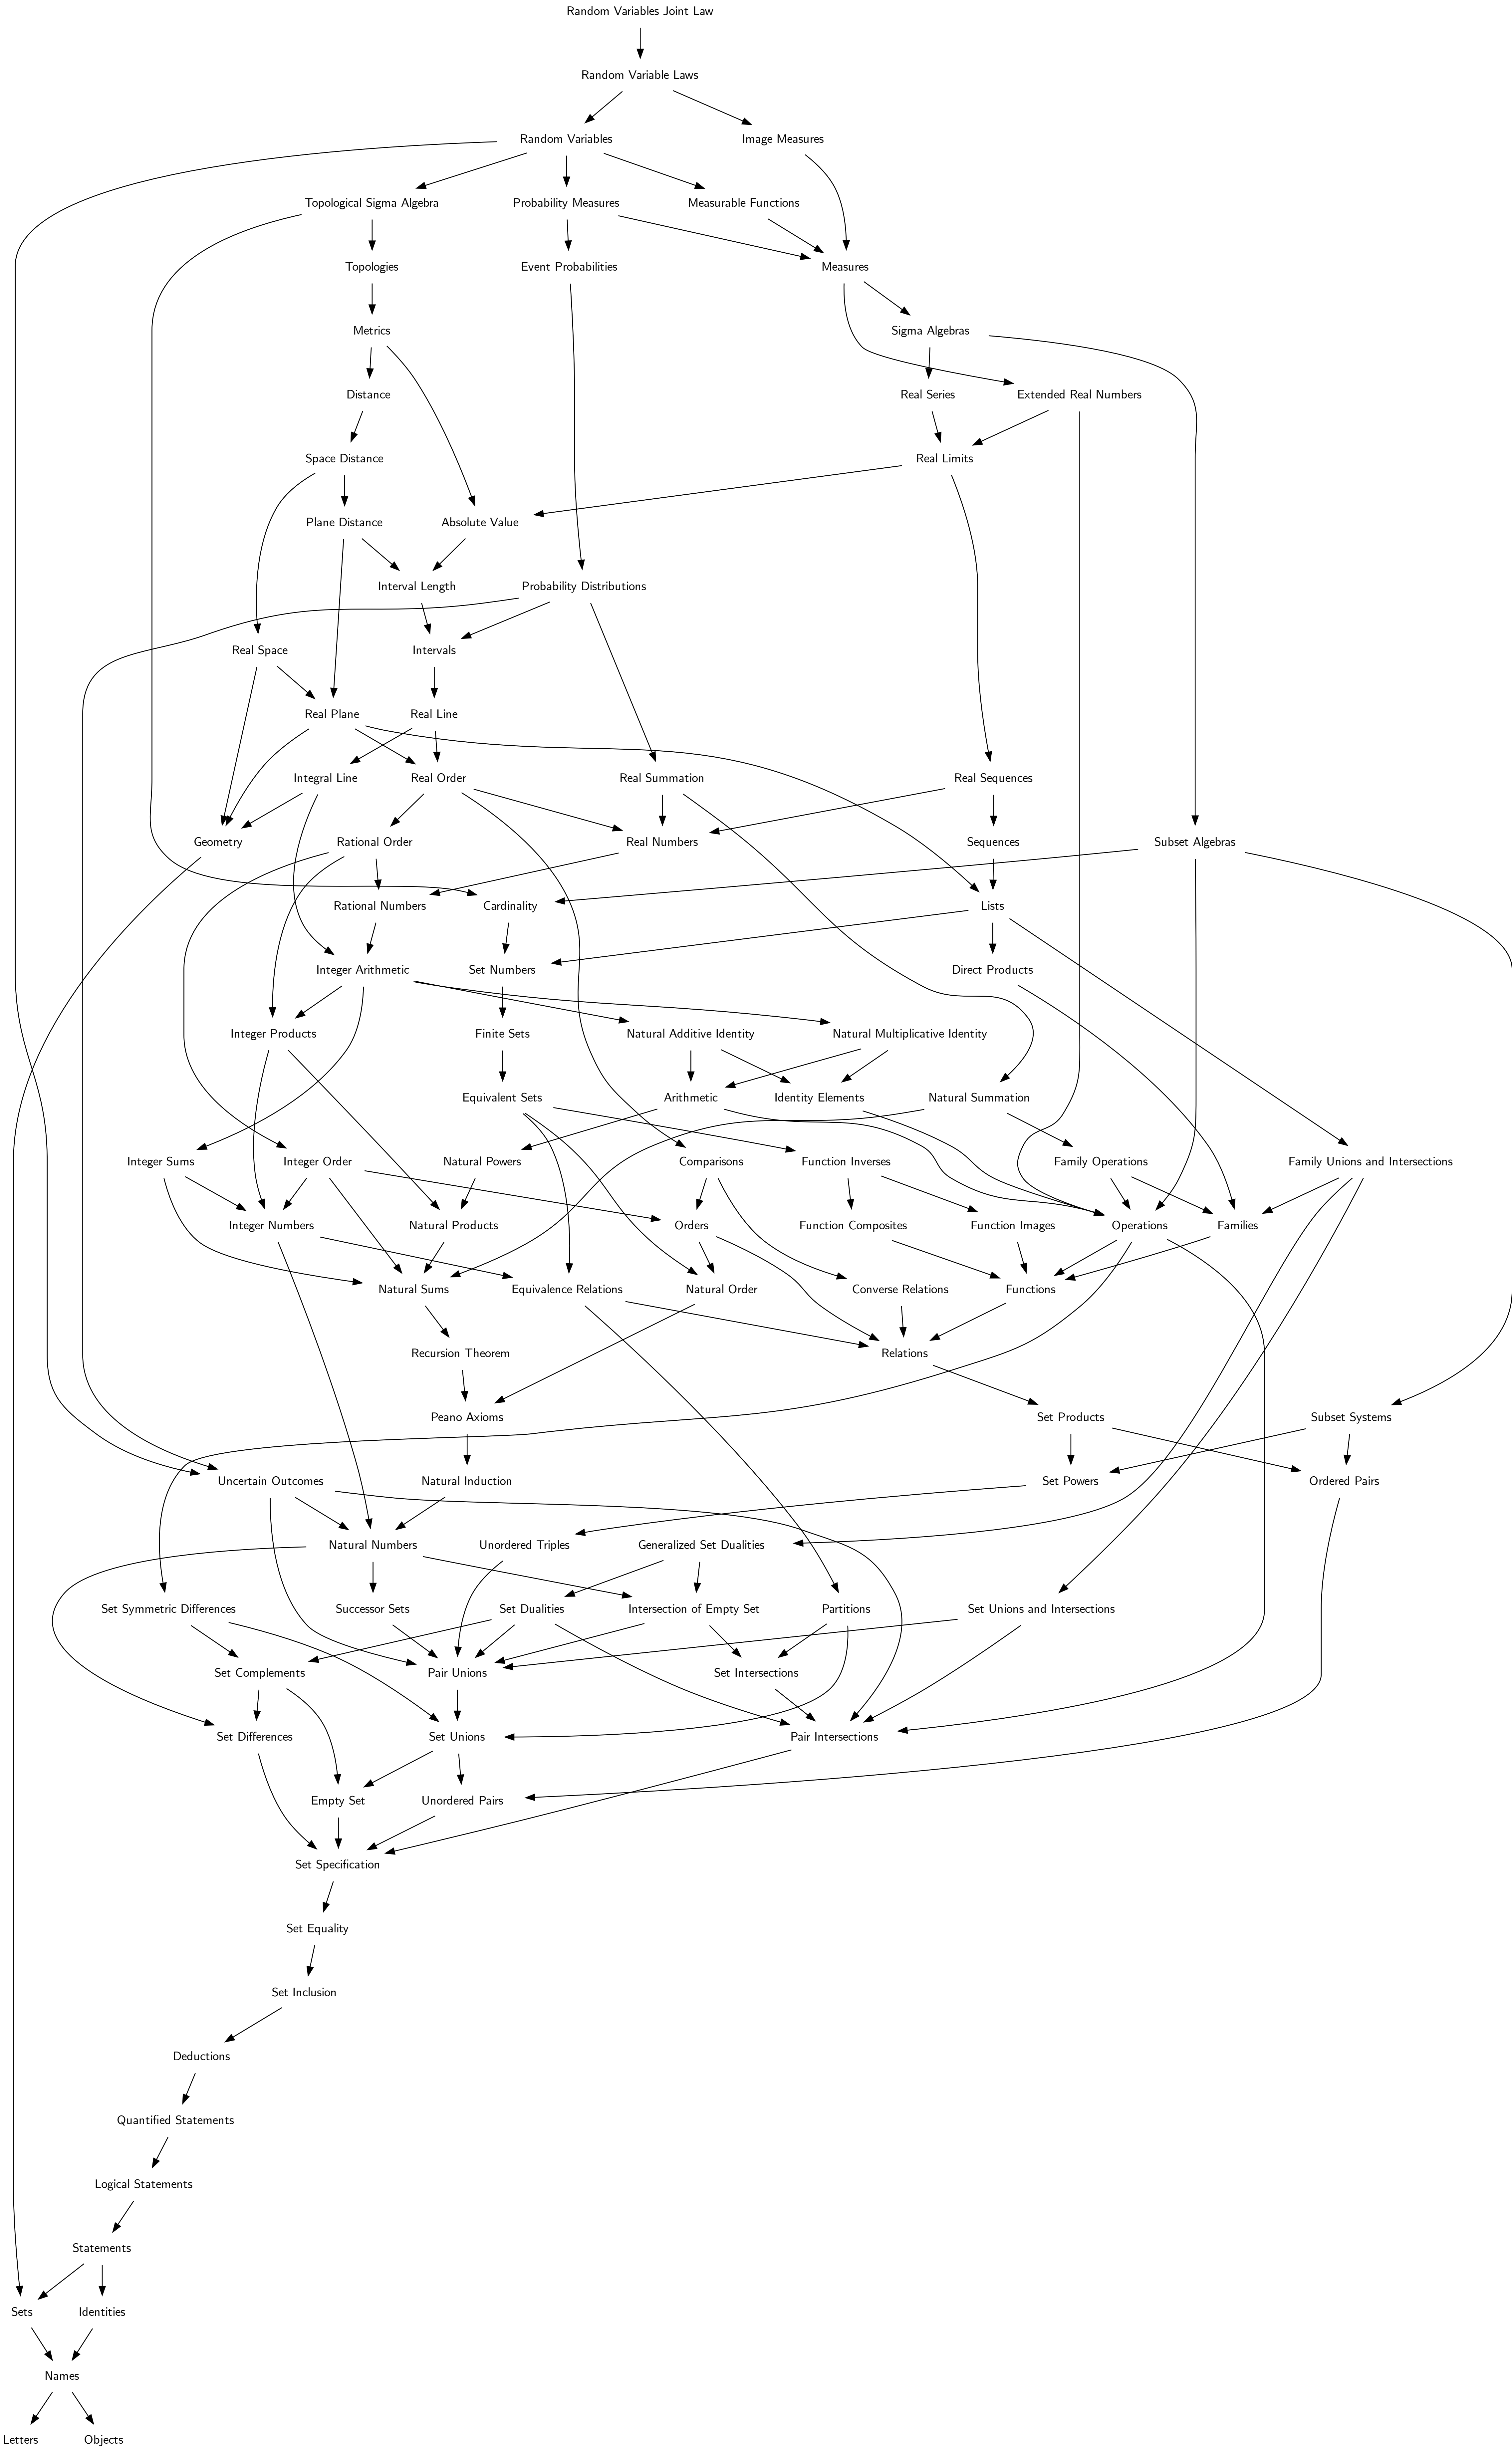 Random Variables Joint Law
Random Variable Laws
Random Variables
Image Measures
Topological Sigma Algebra
Probability Measures
Measurable Functions
Topologies
Event Probabilities
Measures
Metrics
Sigma Algebras
Distance
Real Series
Extended Real Numbers
Space Distance
Real Limits
Plane Distance
Absolute Value
Interval Length
Probability Distributions
Real Space
Intervals
Real Plane
Real Line
Integral Line
Real Order
Real Summation
Real Sequences
Geometry
Rational Order
Real Numbers
Sequences
Subset Algebras
Rational Numbers
Cardinality
Lists
Integer Arithmetic
Set Numbers
Direct Products
Integer Products
Finite Sets
Natural Additive Identity
Natural Multiplicative Identity
Equivalent Sets
Arithmetic
Identity Elements
Natural Summation
Integer Sums
Integer Order
Natural Powers
Comparisons
Function Inverses
Family Operations
Family Unions and Intersections
Integer Numbers
Natural Products
Orders
Function Composites
Function Images
Operations
Families
Natural Sums
Equivalence Relations
Natural Order
Converse Relations
Functions
Recursion Theorem
Relations
Peano Axioms
Set Products
Subset Systems
Uncertain Outcomes
Natural Induction
Set Powers
Ordered Pairs
Natural Numbers
Unordered Triples
Generalized Set Dualities
Set Symmetric Differences
Successor Sets
Set Dualities
Intersection of Empty Set
Partitions
Set Unions and Intersections
Set Complements
Pair Unions
Set Intersections
Set Differences
Set Unions
Pair Intersections
Empty Set
Unordered Pairs
Set Specification
Set Equality
Set Inclusion
Deductions
Quantified Statements
Logical Statements
Statements
Sets
Identities
Names
Letters
Objects